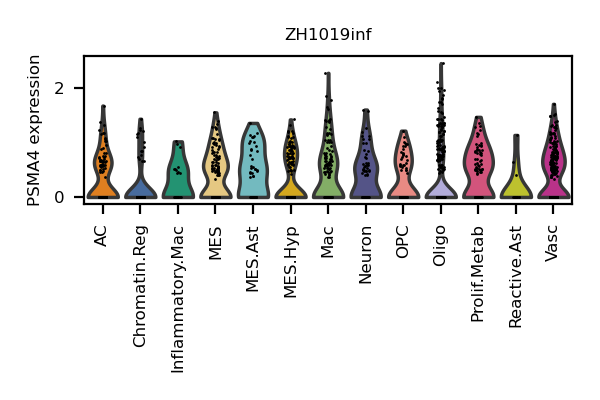 ZH1019inf
PSMA4 expression
2
0
AC
Chromatin.Reg
Inflammatory.Mac
MES
MES.Ast
MES.Hyp
Mac
Neuron
OPC
Oligo
Prolif.Metab
Reactive.Ast
Vasc